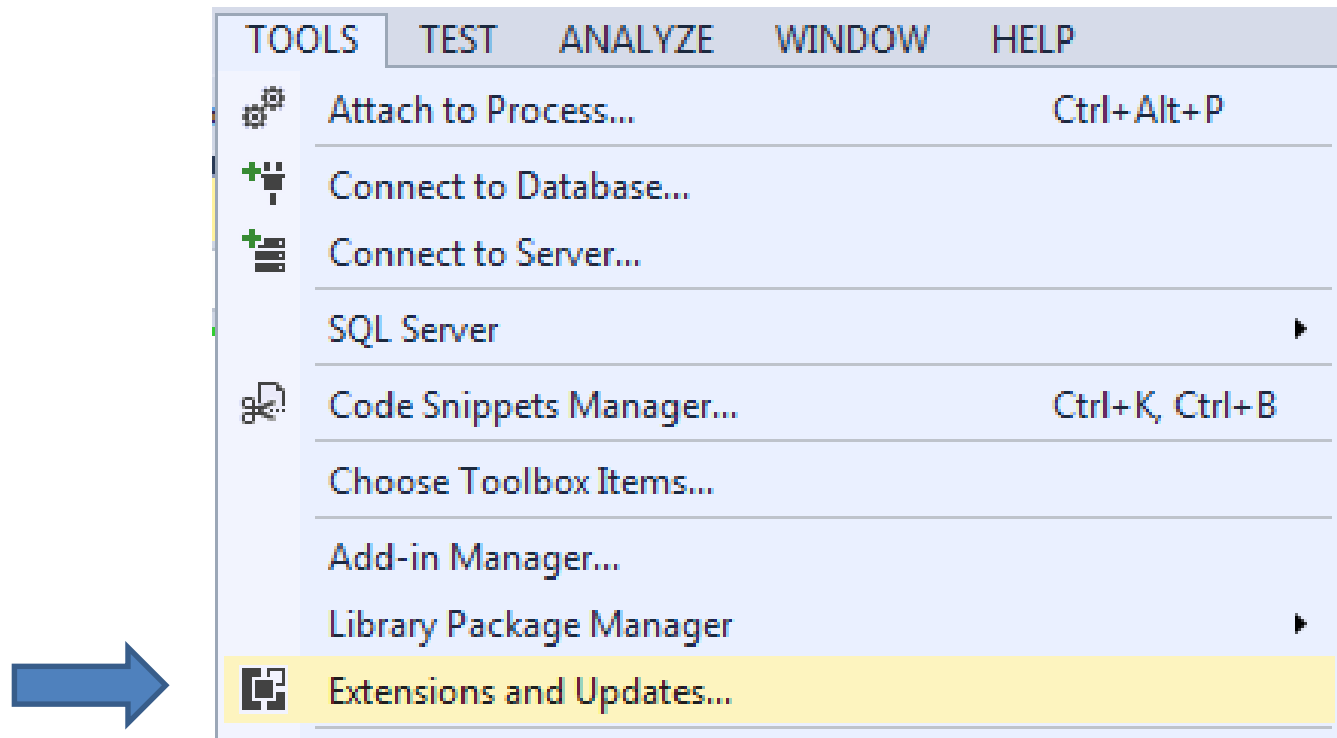 TOOLS TEST ANALYZE WINDOW HELP
Attach to Process... Ctrl+Alt+P
Connect to Database...
Connect to Server...
SQL Server
Code Snippets Manager... Ctrl+K, Ctrl+B
Choose Toolbox Items...
Add-in Manager...
Library Package Manager
Extensions and Updates...